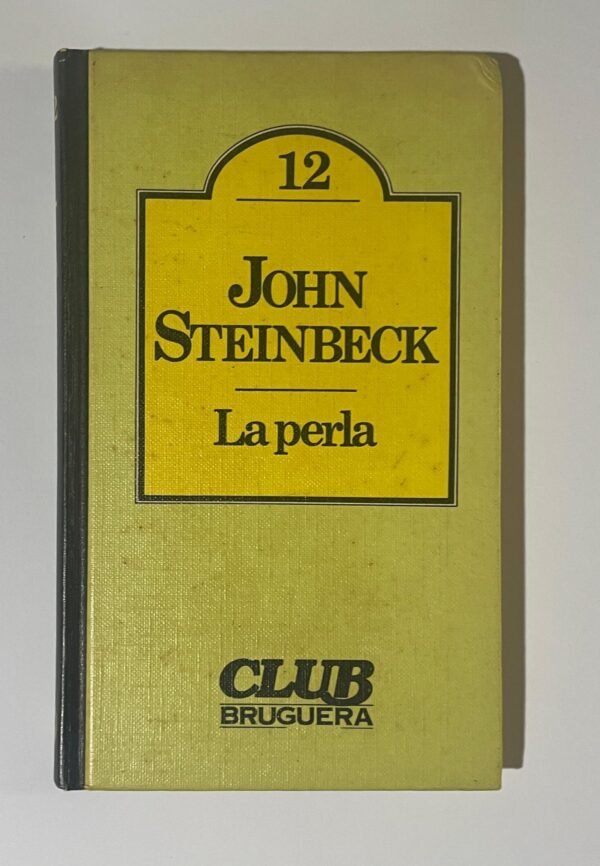 12
JOHN
STEINBECK
La perla
CLUB
BRUGUERA